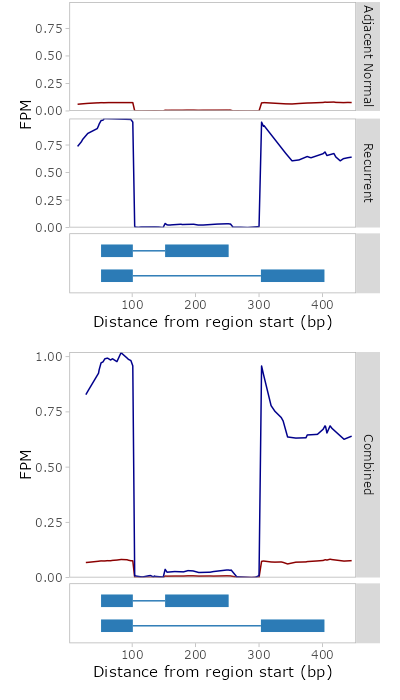 0.75
0.50
0.25
0.00
Adjacent Normal
FPM
0.75
0.50
0.25
0.00
Recurrent
100 200 300 400
Distance from region start (bp)
1.00
0.75
0.50
0.25
0.00
FPM
Combined
100 200 300 400
Distance from region start (bp)